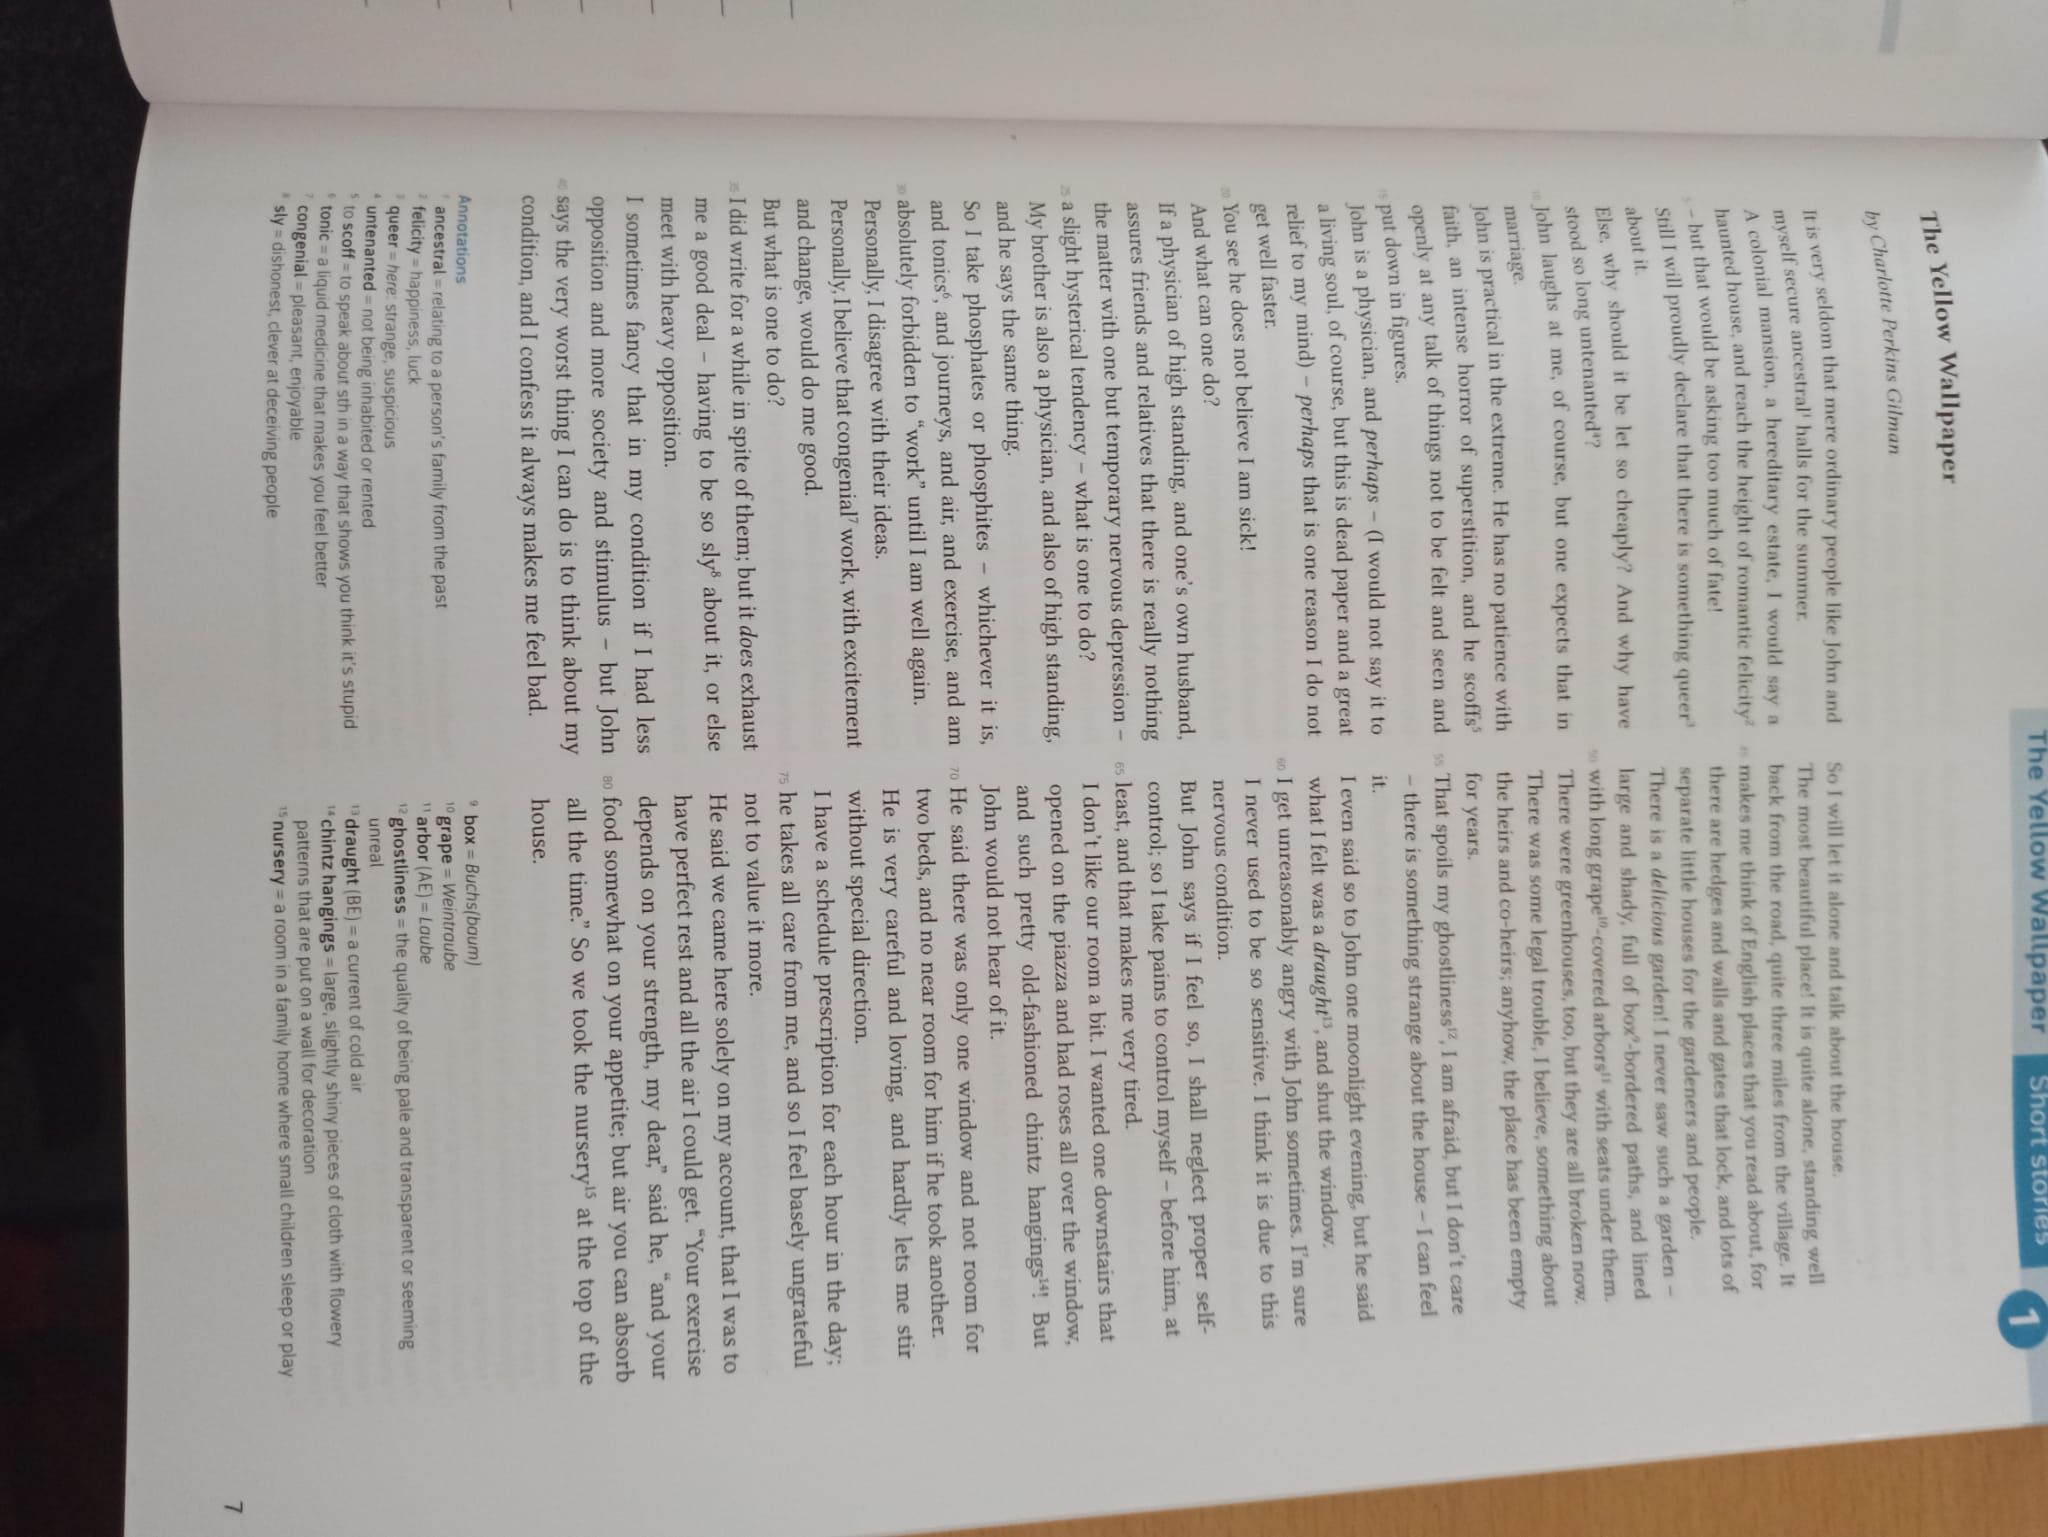 The Yellow Wallpaper Short stories 1
The Yellow Wallpaper
by Charlotte Perkins Gilman
It is very seldom that mere ordinary people like John and
myself secure ancestral¹ halls for the summer.
A colonial mansion, a hereditary estate, I would say a
haunted house, and reach the height of romantic felicity²
5 – but that would be asking too much of fate!
Still I will proudly declare that there is something queer³
about it.
Else, why should it be let so cheaply? And why have
stood so long untenanted⁴?
10 John laughs at me, of course, but one expects that in
marriage.
John is practical in the extreme. He has no patience with
faith, an intense horror of superstition, and he scoffs⁵
openly at any talk of things not to be felt and seen and
15 put down in figures.
John is a physician, and perhaps – (I would not say it to
a living soul, of course, but this is dead paper and a great
relief to my mind) – perhaps that is one reason I do not
get well faster.
20 You see he does not believe I am sick!
And what can one do?
If a physician of high standing, and one's own husband,
assures friends and relatives that there is really nothing
the matter with one but temporary nervous depression –
25 a slight hysterical tendency – what is one to do?
My brother is also a physician, and also of high standing,
and he says the same thing.
So I take phosphates or phosphites – whichever it is,
and tonics⁶, and journeys, and air, and exercise, and am
30 absolutely forbidden to "work" until I am well again.
Personally, I disagree with their ideas.
Personally, I believe that congenial⁷ work, with excitement
and change, would do me good.
But what is one to do?
35 I did write for a while in spite of them; but it does exhaust
me a good deal – having to be so sly⁸ about it, or else
meet with heavy opposition.
I sometimes fancy that in my condition if I had less
opposition and more society and stimulus – but John
40 says the very worst thing I can do is to think about my
condition, and I confess it always makes me feel bad.
So I will let it alone and talk about the house.
The most beautiful place! It is quite alone, standing well
back from the road, quite three miles from the village. It
45 makes me think of English places that you read about, for
there are hedges and walls and gates that lock, and lots of
separate little houses for the gardeners and people.
There is a delicious garden! I never saw such a garden –
large and shady, full of box⁹-bordered paths, and lined
50 with long grape¹⁰-covered arbors¹¹ with seats under them.
There were greenhouses, too, but they are all broken now.
There was some legal trouble, I believe, something about
the heirs and co-heirs; anyhow, the place has been empty
for years.
55 That spoils my ghostliness¹², I am afraid, but I don't care
– there is something strange about the house – I can feel
it.
I even said so to John one moonlight evening, but he said
what I felt was a draught¹³, and shut the window.
60 I get unreasonably angry with John sometimes. I'm sure
I never used to be so sensitive. I think it is due to this
nervous condition.
But John says if I feel so, I shall neglect proper self-
control; so I take pains to control myself – before him, at
65 least, and that makes me very tired.
I don't like our room a bit. I wanted one downstairs that
opened on the piazza and had roses all over the window,
and such pretty old-fashioned chintz hangings¹⁴! But
John would not hear of it.
70 He said there was only one window and not room for
two beds, and no near room for him if he took another.
He is very careful and loving, and hardly lets me stir
without special direction.
I have a schedule prescription for each hour in the day;
75 he takes all care from me, and so I feel basely ungrateful
not to value it more.
He said we came here solely on my account, that I was to
have perfect rest and all the air I could get. "Your exercise
depends on your strength, my dear," said he, "and your
80 food somewhat on your appetite; but air you can absorb
all the time." So we took the nursery¹⁵ at the top of the
house.
Annotations
¹ ancestral = relating to a person's family from the past
² felicity = happiness, luck
³ queer = here: strange, suspicious
⁴ untenanted = not being inhabited or rented
⁵ to scoff = to speak about sth in a way that shows you think it's stupid
⁶ tonic = a liquid medicine that makes you feel better
⁷ congenial = pleasant, enjoyable
⁸ sly = dishonest, clever at deceiving people
⁹ box = Buchs(baum)
¹⁰ grape = Weintraube
¹¹ arbor (AE) = Laube
¹² ghostliness = the quality of being pale and transparent or seeming
unreal
¹³ draught (BE) = a current of cold air
¹⁴ chintz hangings = large, slightly shiny pieces of cloth with flowery
patterns that are put on a wall for decoration
¹⁵ nursery = a room in a family home where small children sleep or play
7